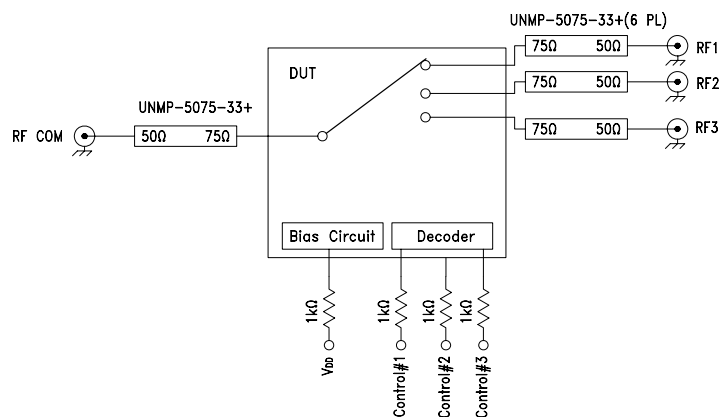 UNMP-5075-33+(6 PL)
75Ω 50Ω RF1
DUT
75Ω 50Ω RF2
UNMP-5075-33+
75Ω 50Ω RF3
RF COM 50Ω 75Ω
Bias Circuit Decoder
1kΩ 1kΩ 1kΩ 1kΩ
VDD Control#1 Control#2 Control#3